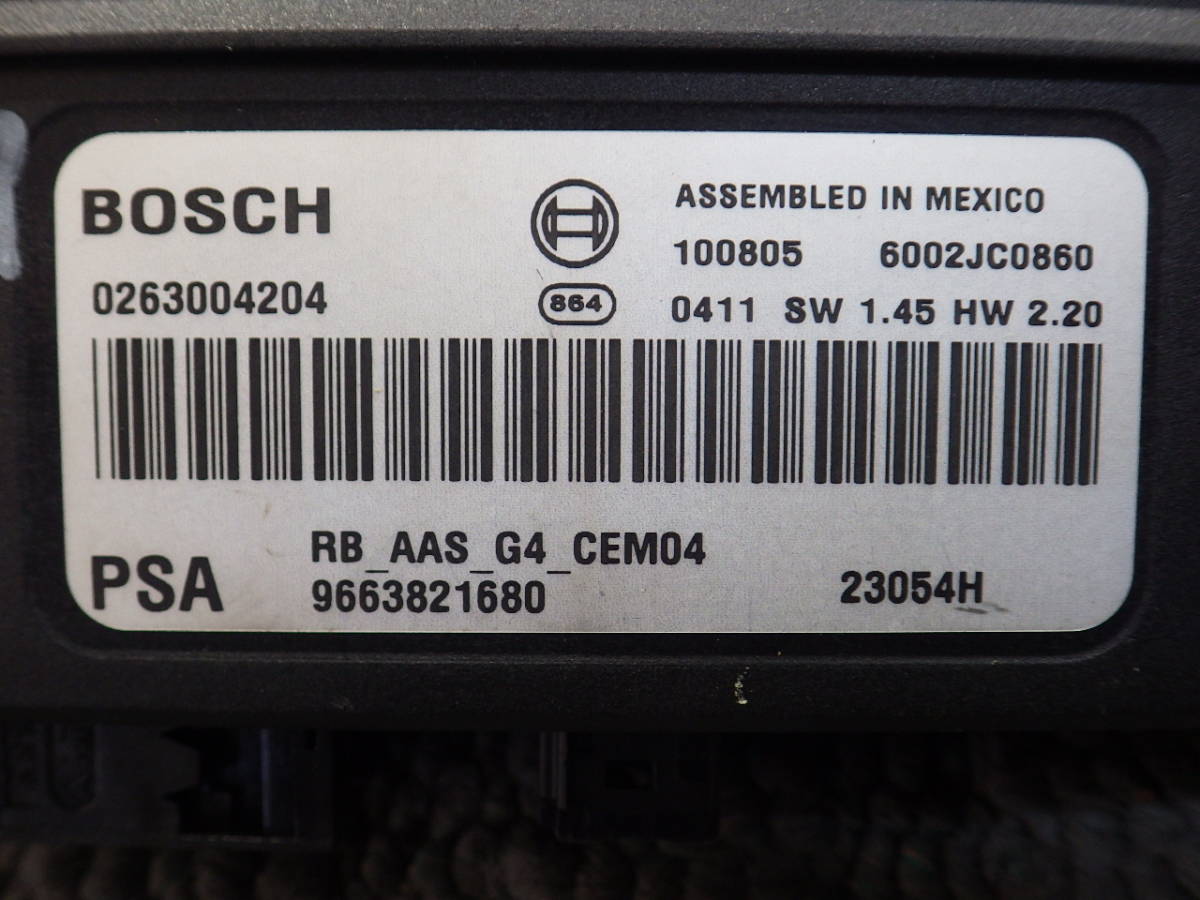 BOSCH
0263004204
864
ASSEMBLED IN MEXICO
100805 6002JC0860
0411 SW 1.45 HW 2.20
PSA
RB_AAS_G4_CEM04
9663821680
23054H